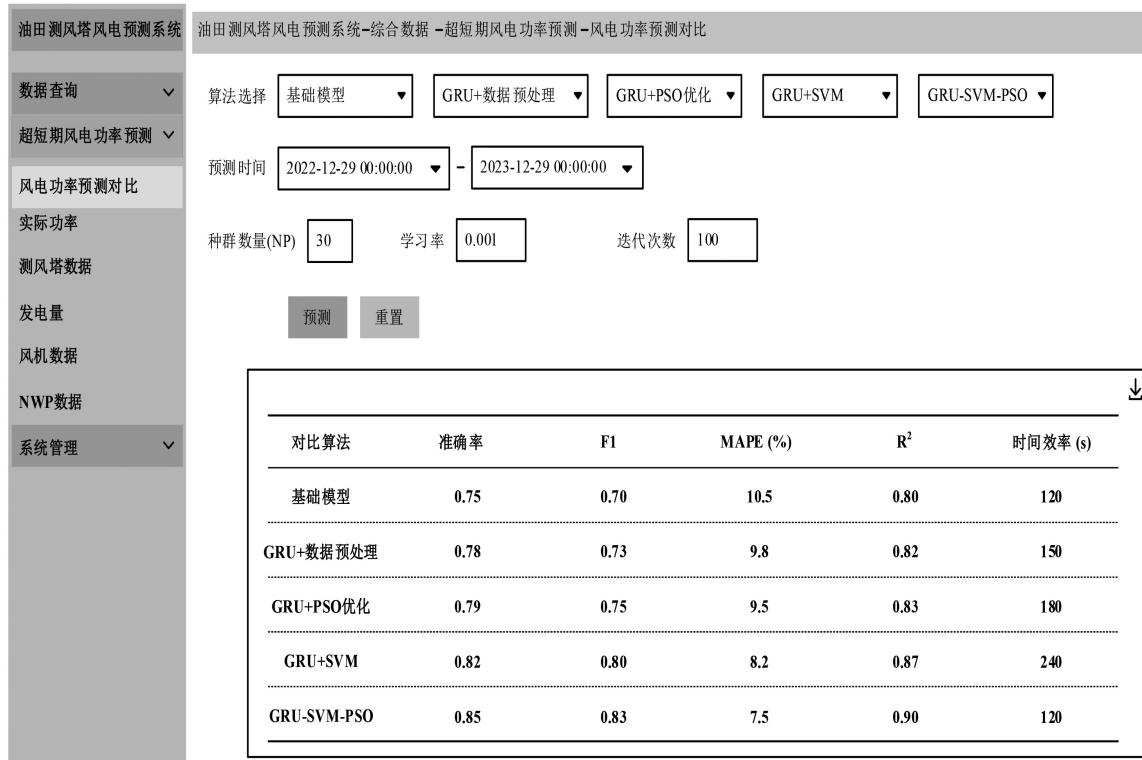 油田测风塔风电预测系统
油田测风塔风电预测系统-综合数据 -超短期风电功率预测 -风电功率预测对比
数据查询
超短期风电功率预测
风电功率预测对比
实际功率
测风塔数据
发电量
风机数据
NWP数据
系统管理
算法选择 基础模型 GRU+数据预处理 GRU+PSO优化 GRU+SVM GRU-SVM-PSO
预测时间 2022-12-29 00:00:00 - 2023-12-29 00:00:00
种群数量(NP) 30 学习率 0.001 迭代次数 100
预测 重置
对比算法 准确率 F1 MAPE (%) R² 时间效率 (s)
基础模型 0.75 0.70 10.5 0.80 120
GRU+数据预处理 0.78 0.73 9.8 0.82 150
GRU+PSO优化 0.79 0.75 9.5 0.83 180
GRU+SVM 0.82 0.80 8.2 0.87 240
GRU-SVM-PSO 0.85 0.83 7.5 0.90 120